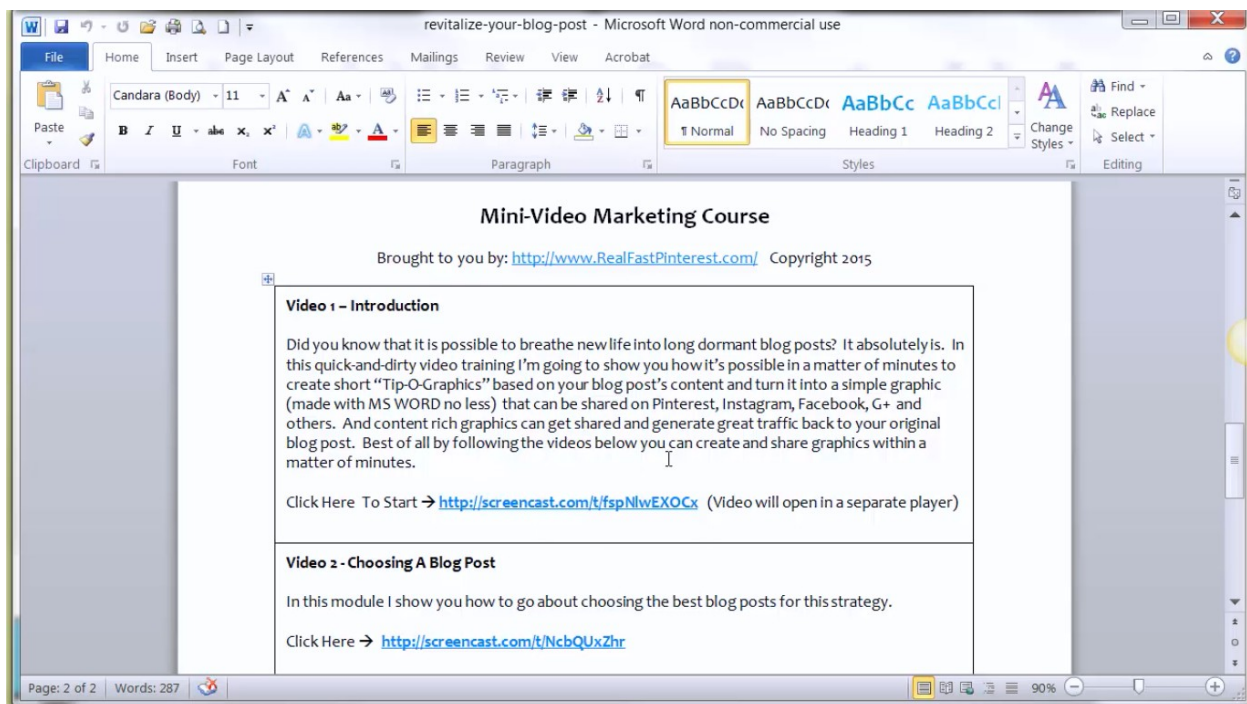 revitalize-your-blog-post - Microsoft Word non-commercial use
File Home Insert Page Layout References Mailings Review View Acrobat
Paste
Candara (Body) 11
Aa
B I U abc x₂ x² A ab A
AaBbCcDc AaBbCcDc AaBbCc AaBbCcI
¶ Normal No Spacing Heading 1 Heading 2
Change
Styles
Find
Replace
Select
Clipboard Font Paragraph Styles Editing
Mini-Video Marketing Course
Brought to you by: http://www.RealFastPinterest.com/ Copyright 2015
Video 1 – Introduction
Did you know that it is possible to breathe new life into long dormant blog posts? It absolutely is. In
this quick-and-dirty video training I'm going to show you how it's possible in a matter of minutes to
create short “Tip-O-Graphics” based on your blog post's content and turn it into a simple graphic
(made with MS WORD no less) that can be shared on Pinterest, Instagram, Facebook, G+ and
others. And content rich graphics can get shared and generate great traffic back to your original
blog post. Best of all by following the videos below you can create and share graphics within a
matter of minutes.
Click Here To Start → http://screencast.com/t/fspNlwEXOCx (Video will open in a separate player)
Video 2 - Choosing A Blog Post
In this module I show you how to go about choosing the best blog posts for this strategy.
Click Here → http://screencast.com/t/NcbQUxZhr
Page: 2 of 2 Words: 287 90%